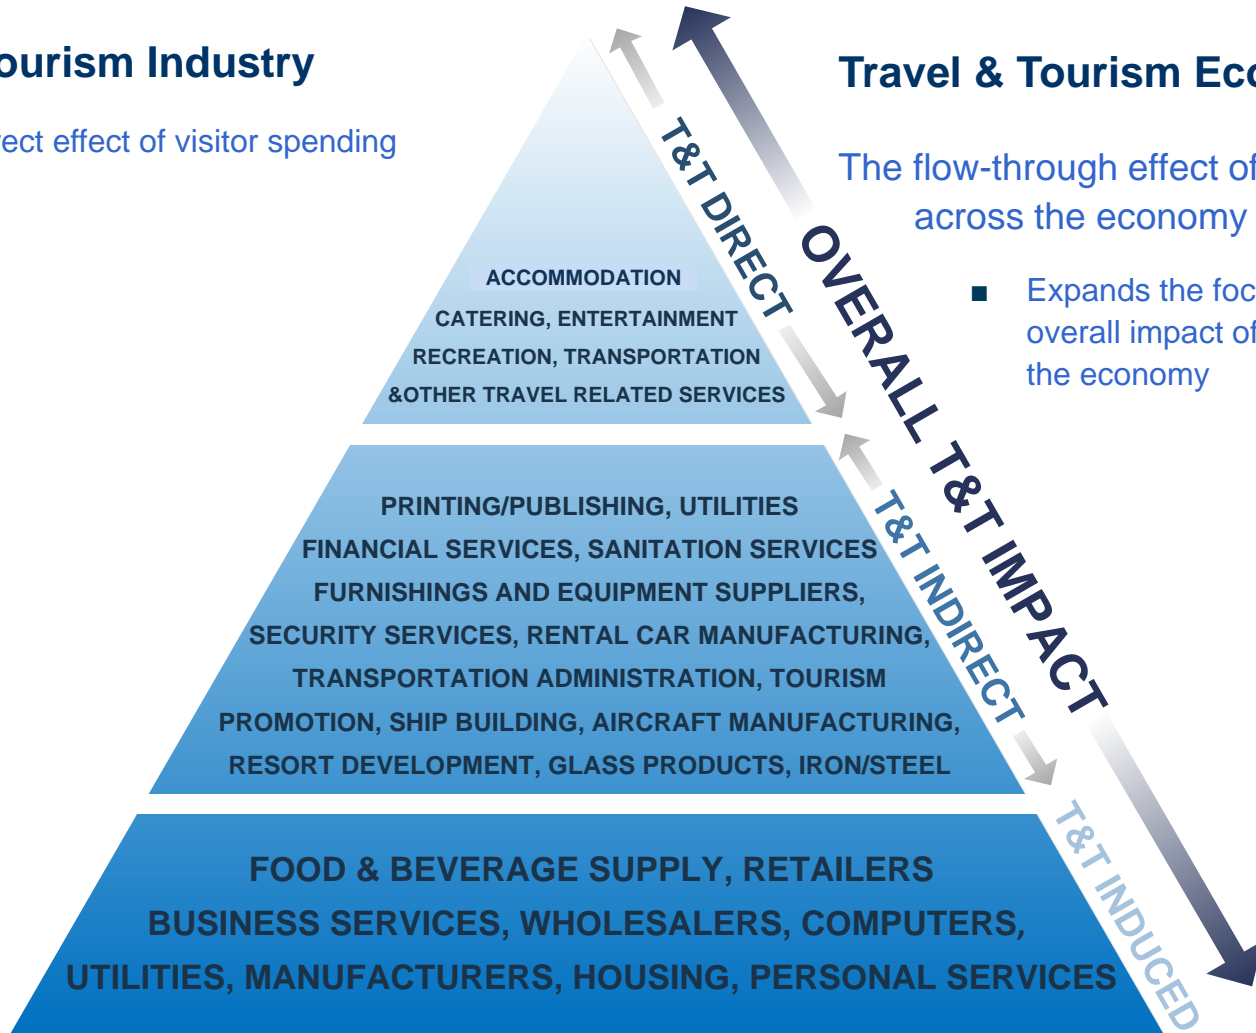 ourism Industry
rect effect of visitor spending
Travel & Tourism Eco
The flow-through effect of
across the economy
■ Expands the foc
overall impact of
the economy
T&T DIRECT
OVERALL T&T IMPACT
ACCOMMODATION
CATERING, ENTERTAINMENT
RECREATION, TRANSPORTATION
&OTHER TRAVEL RELATED SERVICES
T&T INDIRECT
PRINTING/PUBLISHING, UTILITIES
FINANCIAL SERVICES, SANITATION SERVICES
FURNISHINGS AND EQUIPMENT SUPPLIERS,
SECURITY SERVICES, RENTAL CAR MANUFACTURING,
TRANSPORTATION ADMINISTRATION, TOURISM
PROMOTION, SHIP BUILDING, AIRCRAFT MANUFACTURING,
RESORT DEVELOPMENT, GLASS PRODUCTS, IRON/STEEL
T&T INDUCED
FOOD & BEVERAGE SUPPLY, RETAILERS
BUSINESS SERVICES, WHOLESALERS, COMPUTERS,
UTILITIES, MANUFACTURERS, HOUSING, PERSONAL SERVICES